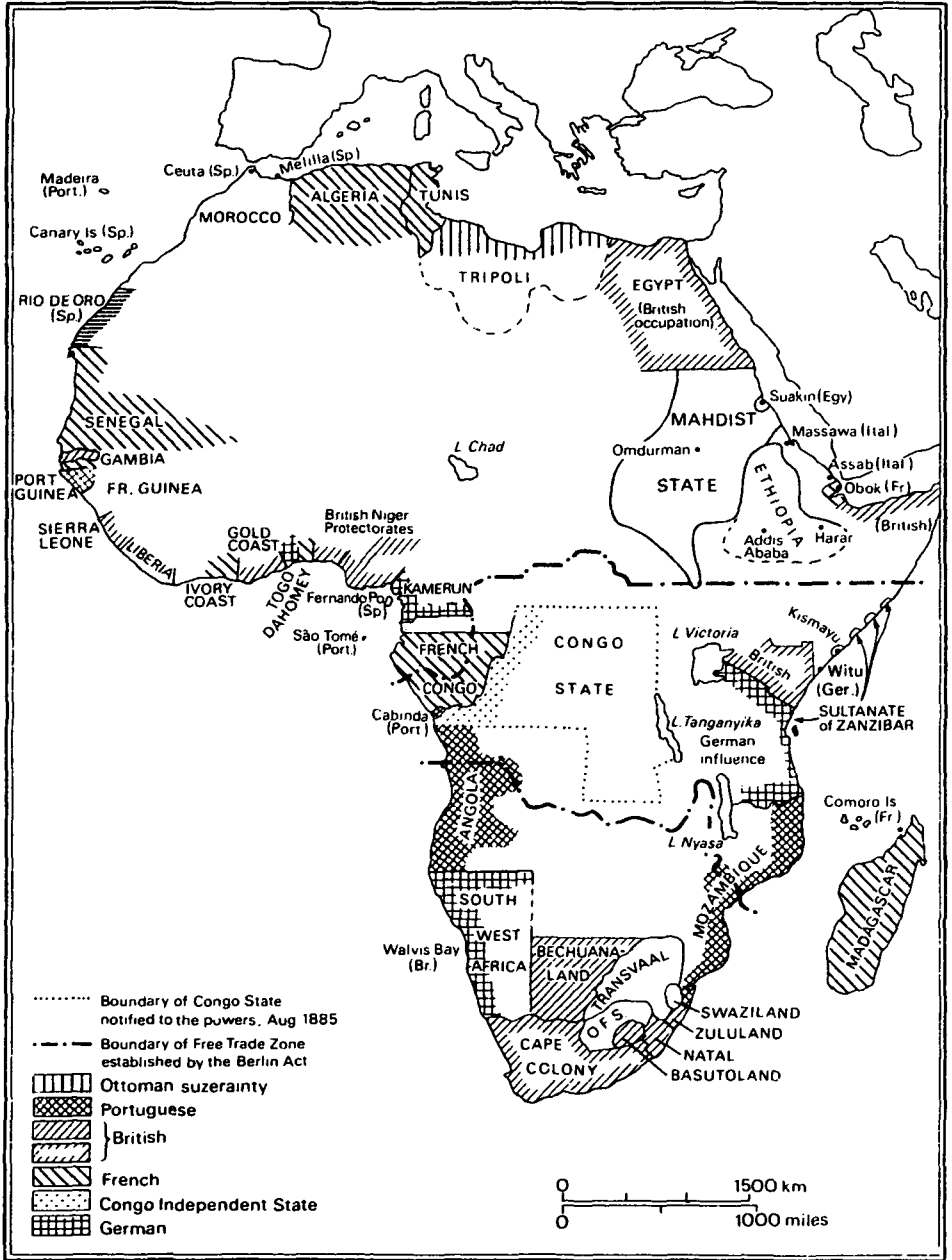 Ceuta (Sp.)
Melilla (Sp)
Madeira
(Port.)
ALGERIA
TUNIS
MOROCCO
Canary Is (Sp.)
TRIPOLI
EGYPT
(British
occupation)
RIO DE ORO
(Sp.)
Suakin (Egy)
MAHDIST
SENEGAL
Massawa (Ital)
L Chad
Omdurman
GAMBIA
Assab (Ital)
PORT
GUINEA
FR. GUINEA
STATE
ETHIOPIA
Obok (Fr)
SIERRA
LEONE
GOLD
COAST
British Niger
Protectorates
(British)
Addis
Ababa
Harar
LIBERIA
IVORY
COAST
TOGO
DAHOMEY
Fernando Poo
(Sp)
KAMERUN
São Tomé
(Port.)
FRENCH
CONGO
CONGO
STATE
L Victoria
Kismayu
British
Witu
(Ger.)
SULTANATE
of ZANZIBAR
Cabinda
(Port)
L. Tanganyika
German
influence
ANGOLA
Comoro Is
(Fr)
L Nyasa
MOZAMBIQUE
MADAGASCAR
SOUTH
WEST
AFRICA
Walvis Bay
(Br.)
BECHUANA-
LAND
TRANSVAAL
OFS
SWAZILAND
ZULULAND
NATAL
BASUTOLAND
CAPE
COLONY
Boundary of Congo State
notified to the powers, Aug 1885
Boundary of Free Trade Zone
established by the Berlin Act
Ottoman suzerainty
Portuguese
British
French
Congo Independent State
German
0 1500 km
0 1000 miles